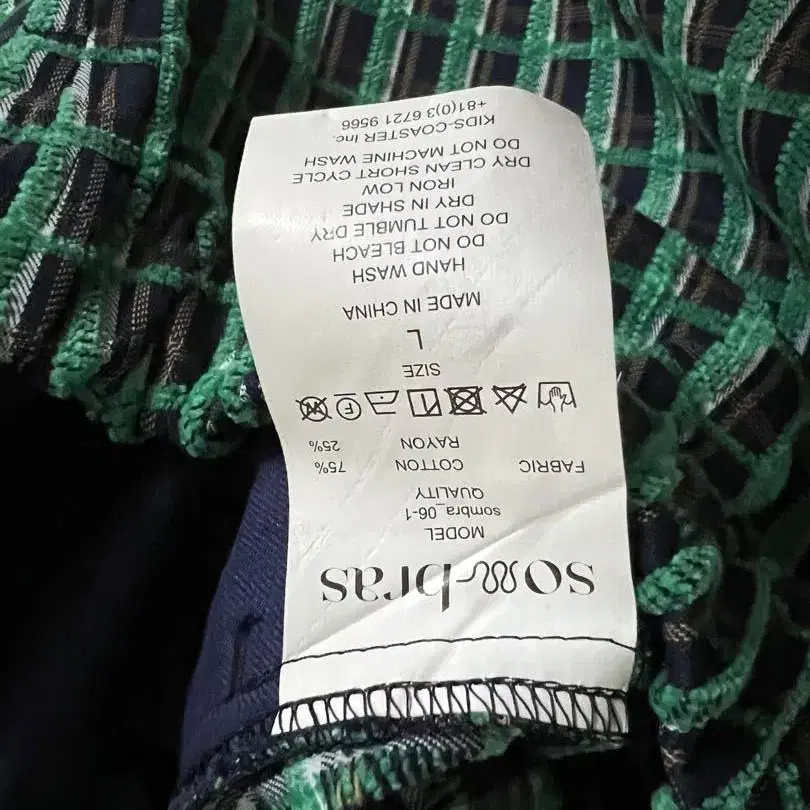 sombras
MODEL
sombra_06-1
QUALITY
FABRIC COTTON 75%
RAYON 25%
SIZE
L
MADE IN CHINA
HAND WASH
DO NOT BLEACH
DO NOT TUMBLE DRY
DRY IN SHADE
IRON LOW
DRY CLEAN SHORT CYCLE
DO NOT MACHINE WASH
KIDS-COASTER Inc.
+81(0)3 6721 9566